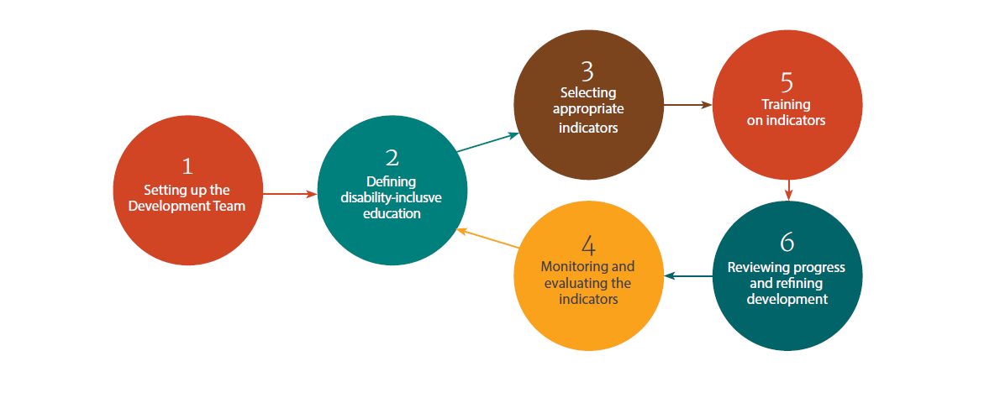 1
Setting up the
Development Team
2
Defining
disability-inclusve
education
3
Selecting
appropriate
indicators
4
Monitoring and
evaluating the
indicators
5
Training
on indicators
6
Reviewing progress
and refining
development